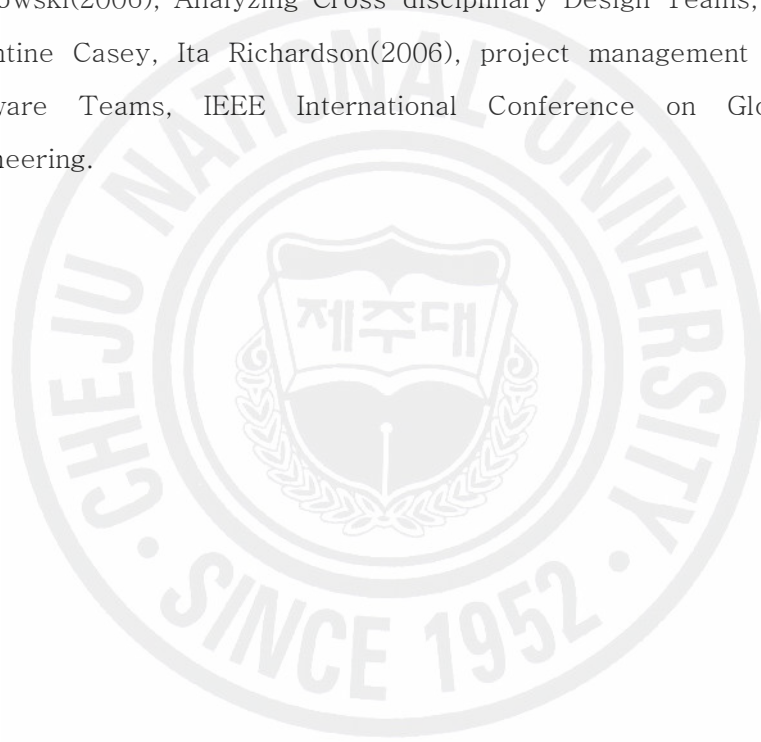 owski(2006), Analyzing Cross disciplinary Design Teams,
ntine Casey, Ita Richardson(2006), project management
ware Teams, IEEE International Conference on Glo
neering.
CHEJU NATIONAL UNIVERSITY
제주대
· SINCE 1952 ·